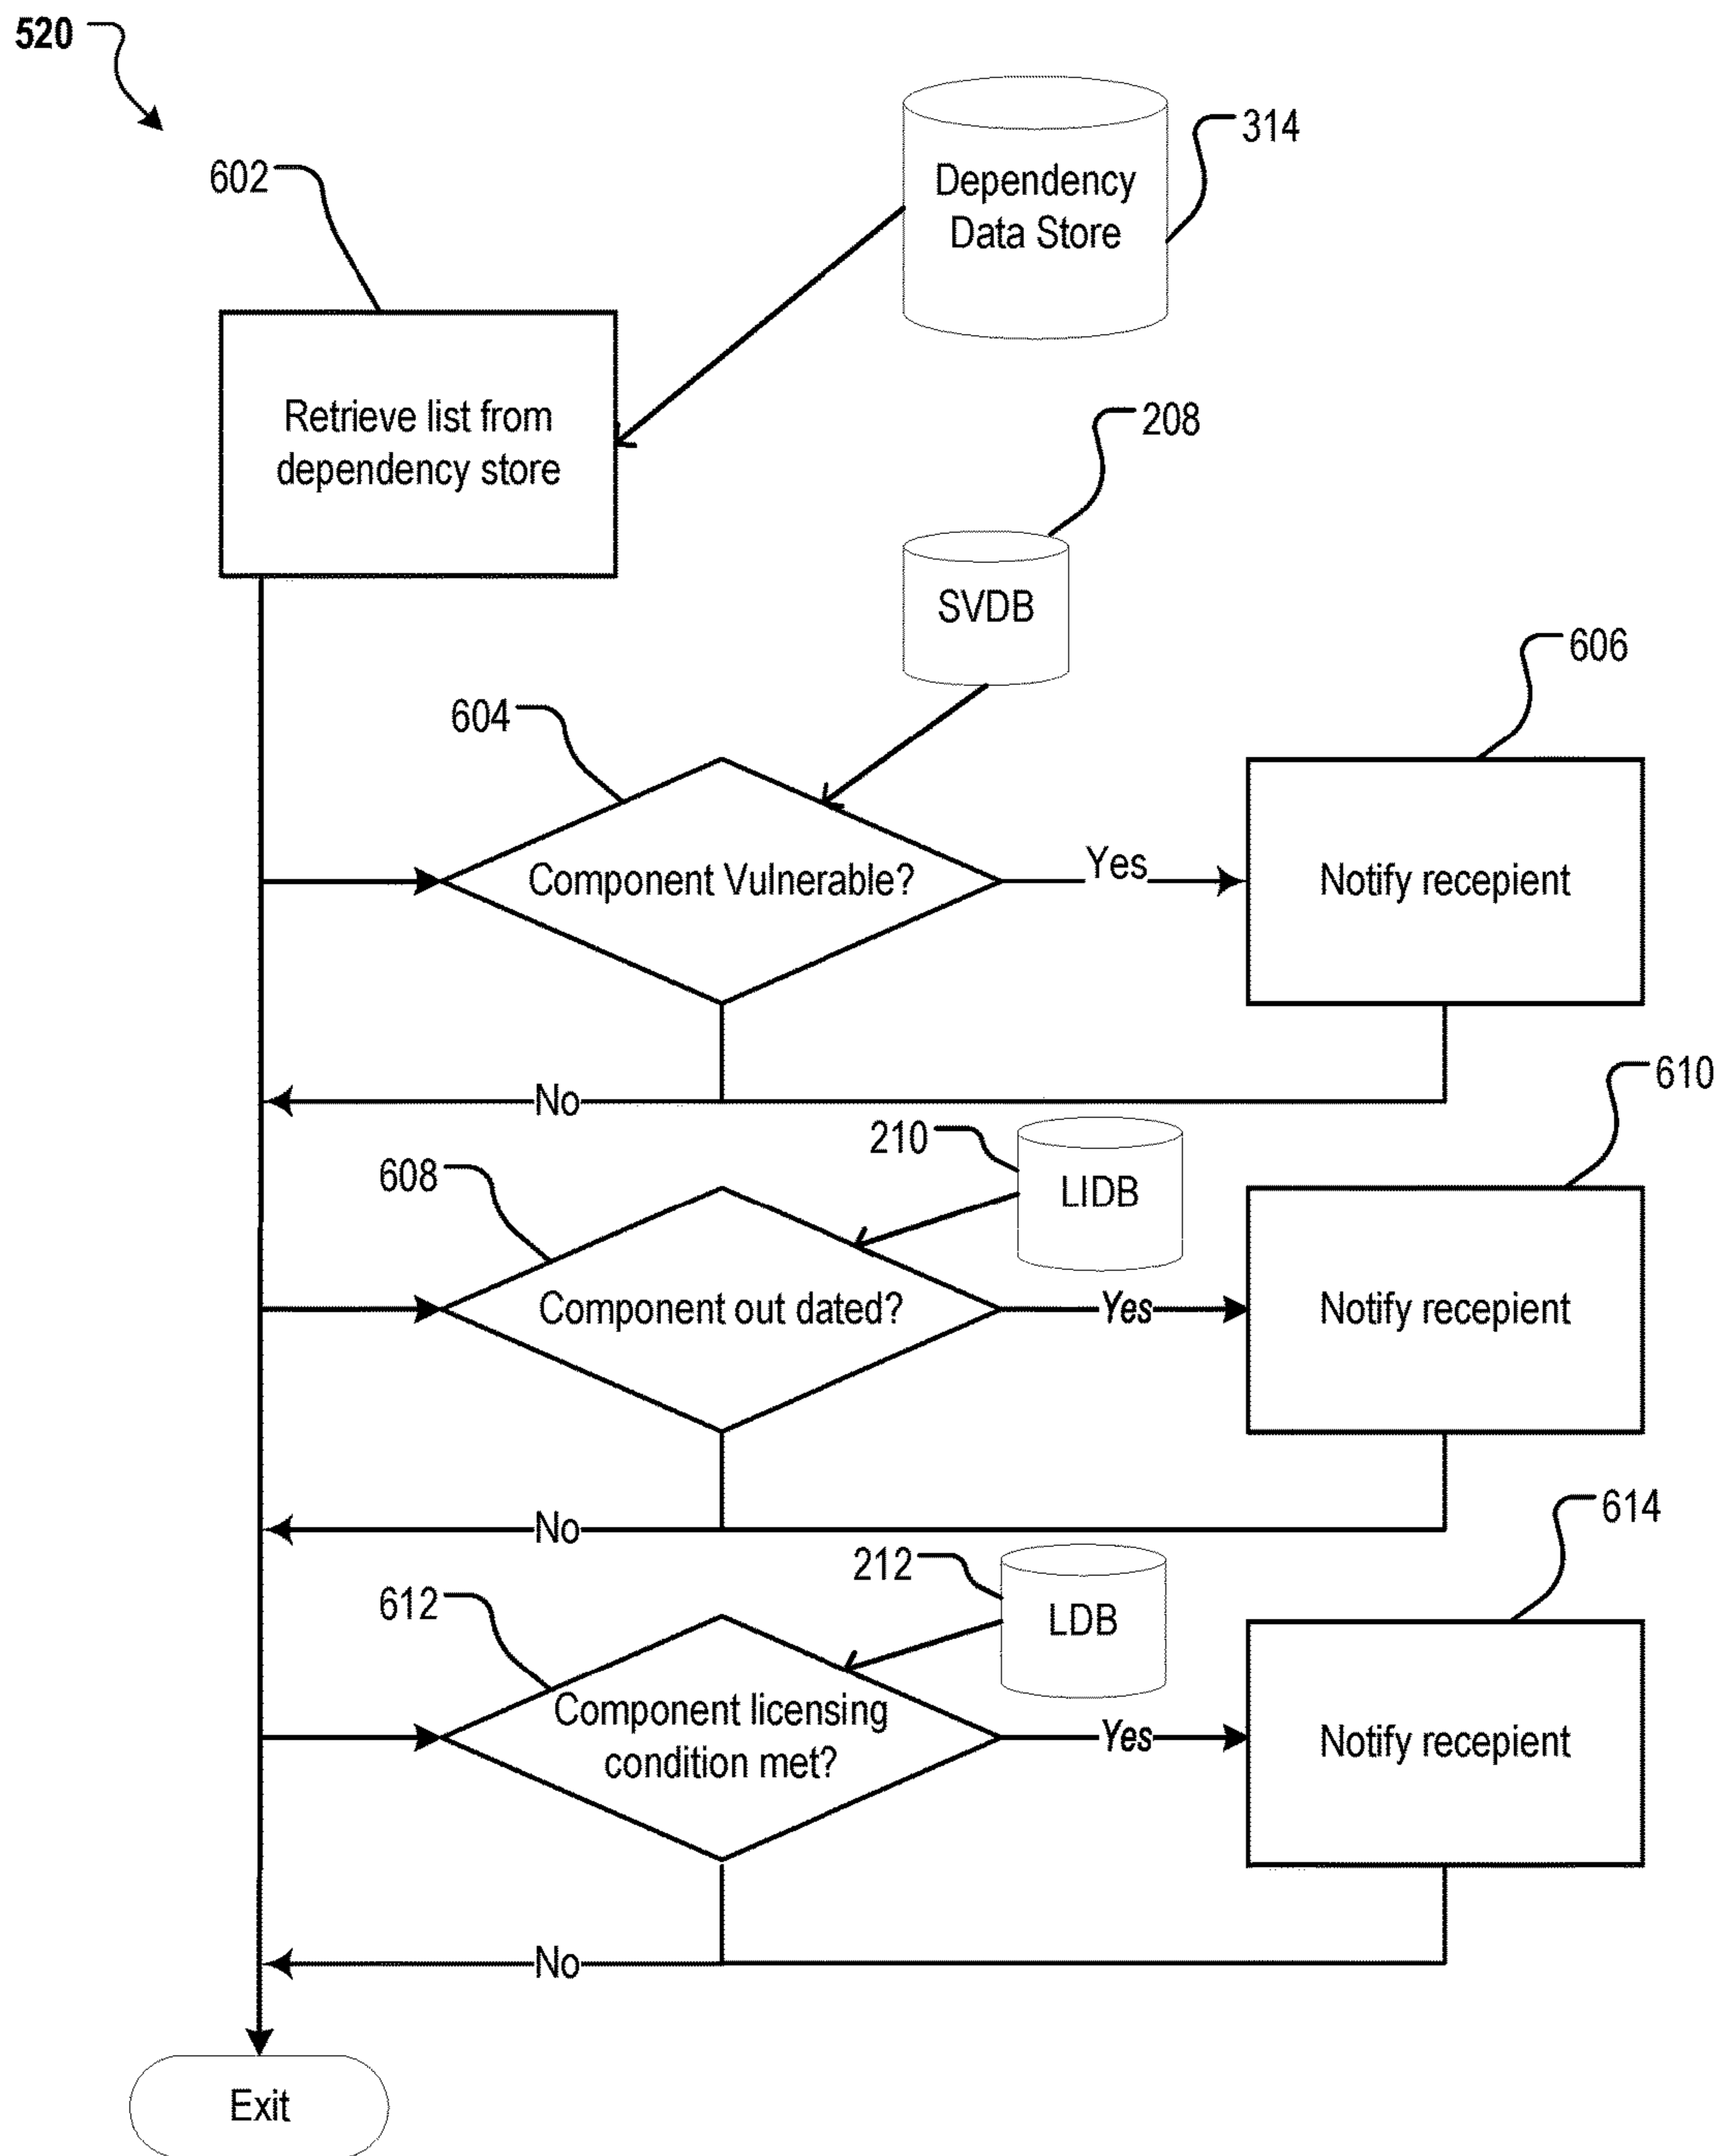 520
314
Dependency
Data Store
602
Retrieve list from
dependency store
208
SVDB
606
604
Component Vulnerable?
Yes
Notify recepient
No
610
210
LIDB
608
Component out dated?
Yes
Notify recepient
No
614
212
LDB
612
Component licensing
condition met?
Yes
Notify recepient
No
Exit